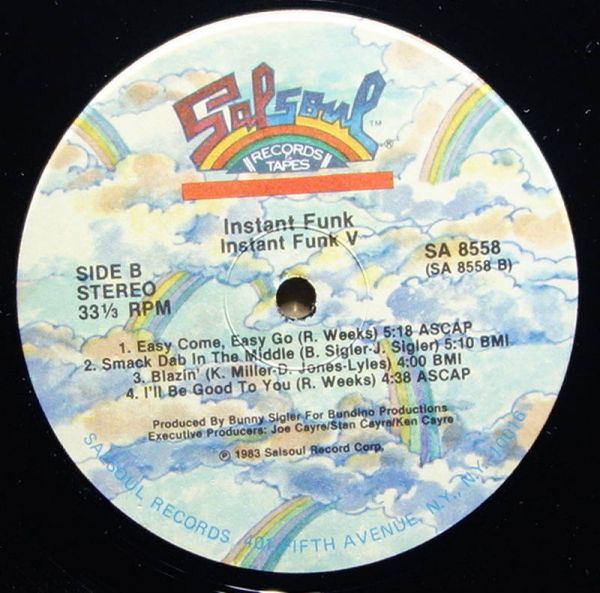 Salsoul ™
RECORDS & TAPES ®
Instant Funk
Instant Funk V
SIDE B
STEREO
33⅓ RPM
SA 8558
(SA 8558 B)
1. Easy Come, Easy Go (R. Weeks) 5:18 ASCAP
2. Smack Dab In The Middle (B. Sigler-J. Sigler) 5:10 BMI
3. Blazin' (K. Miller-D. Jones-Lyles) 4:00 BMI
4. I'll Be Good To You (R. Weeks) 4:38 ASCAP
Produced By Bunny Sigler For Bundino Productions
Executive Producers: Joe Cayre/Stan Cayre/Ken Cayre
℗ 1983 Salsoul Record Corp.
SALSOUL RECORDS 401 FIFTH AVENUE, N.Y., N.Y. 10016